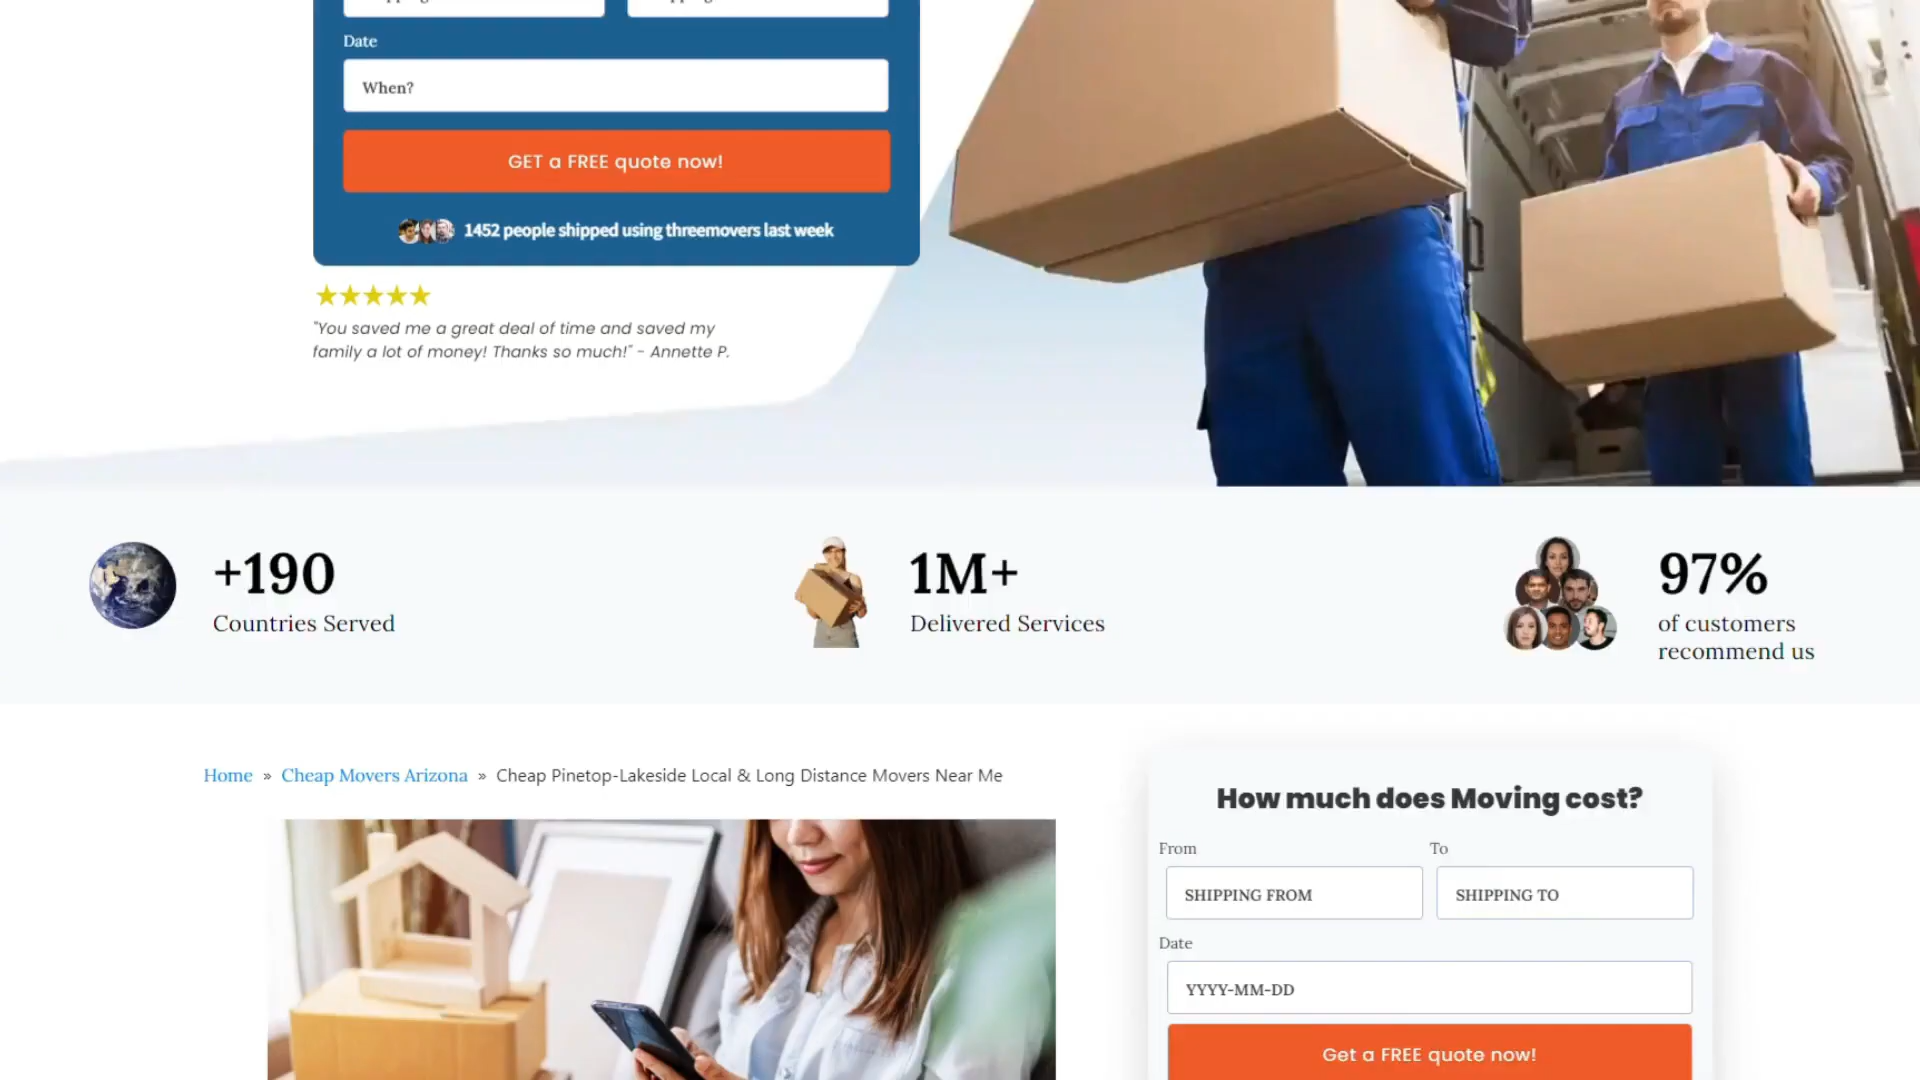 Date
When?
GET a FREE quote now!
1452 people shipped using threemovers last week
"You saved me a great deal of time and saved my
family a lot of money! Thanks so much!" - Annette P.
+190
Countries Served
1M+
Delivered Services
97%
of customers
recommend us
Home » Cheap Movers Arizona » Cheap Pinetop-Lakeside Local & Long Distance Movers Near Me
How much does Moving cost?
From
To
SHIPPING FROM
SHIPPING TO
Date
YYYY-MM-DD
Get a FREE quote now!